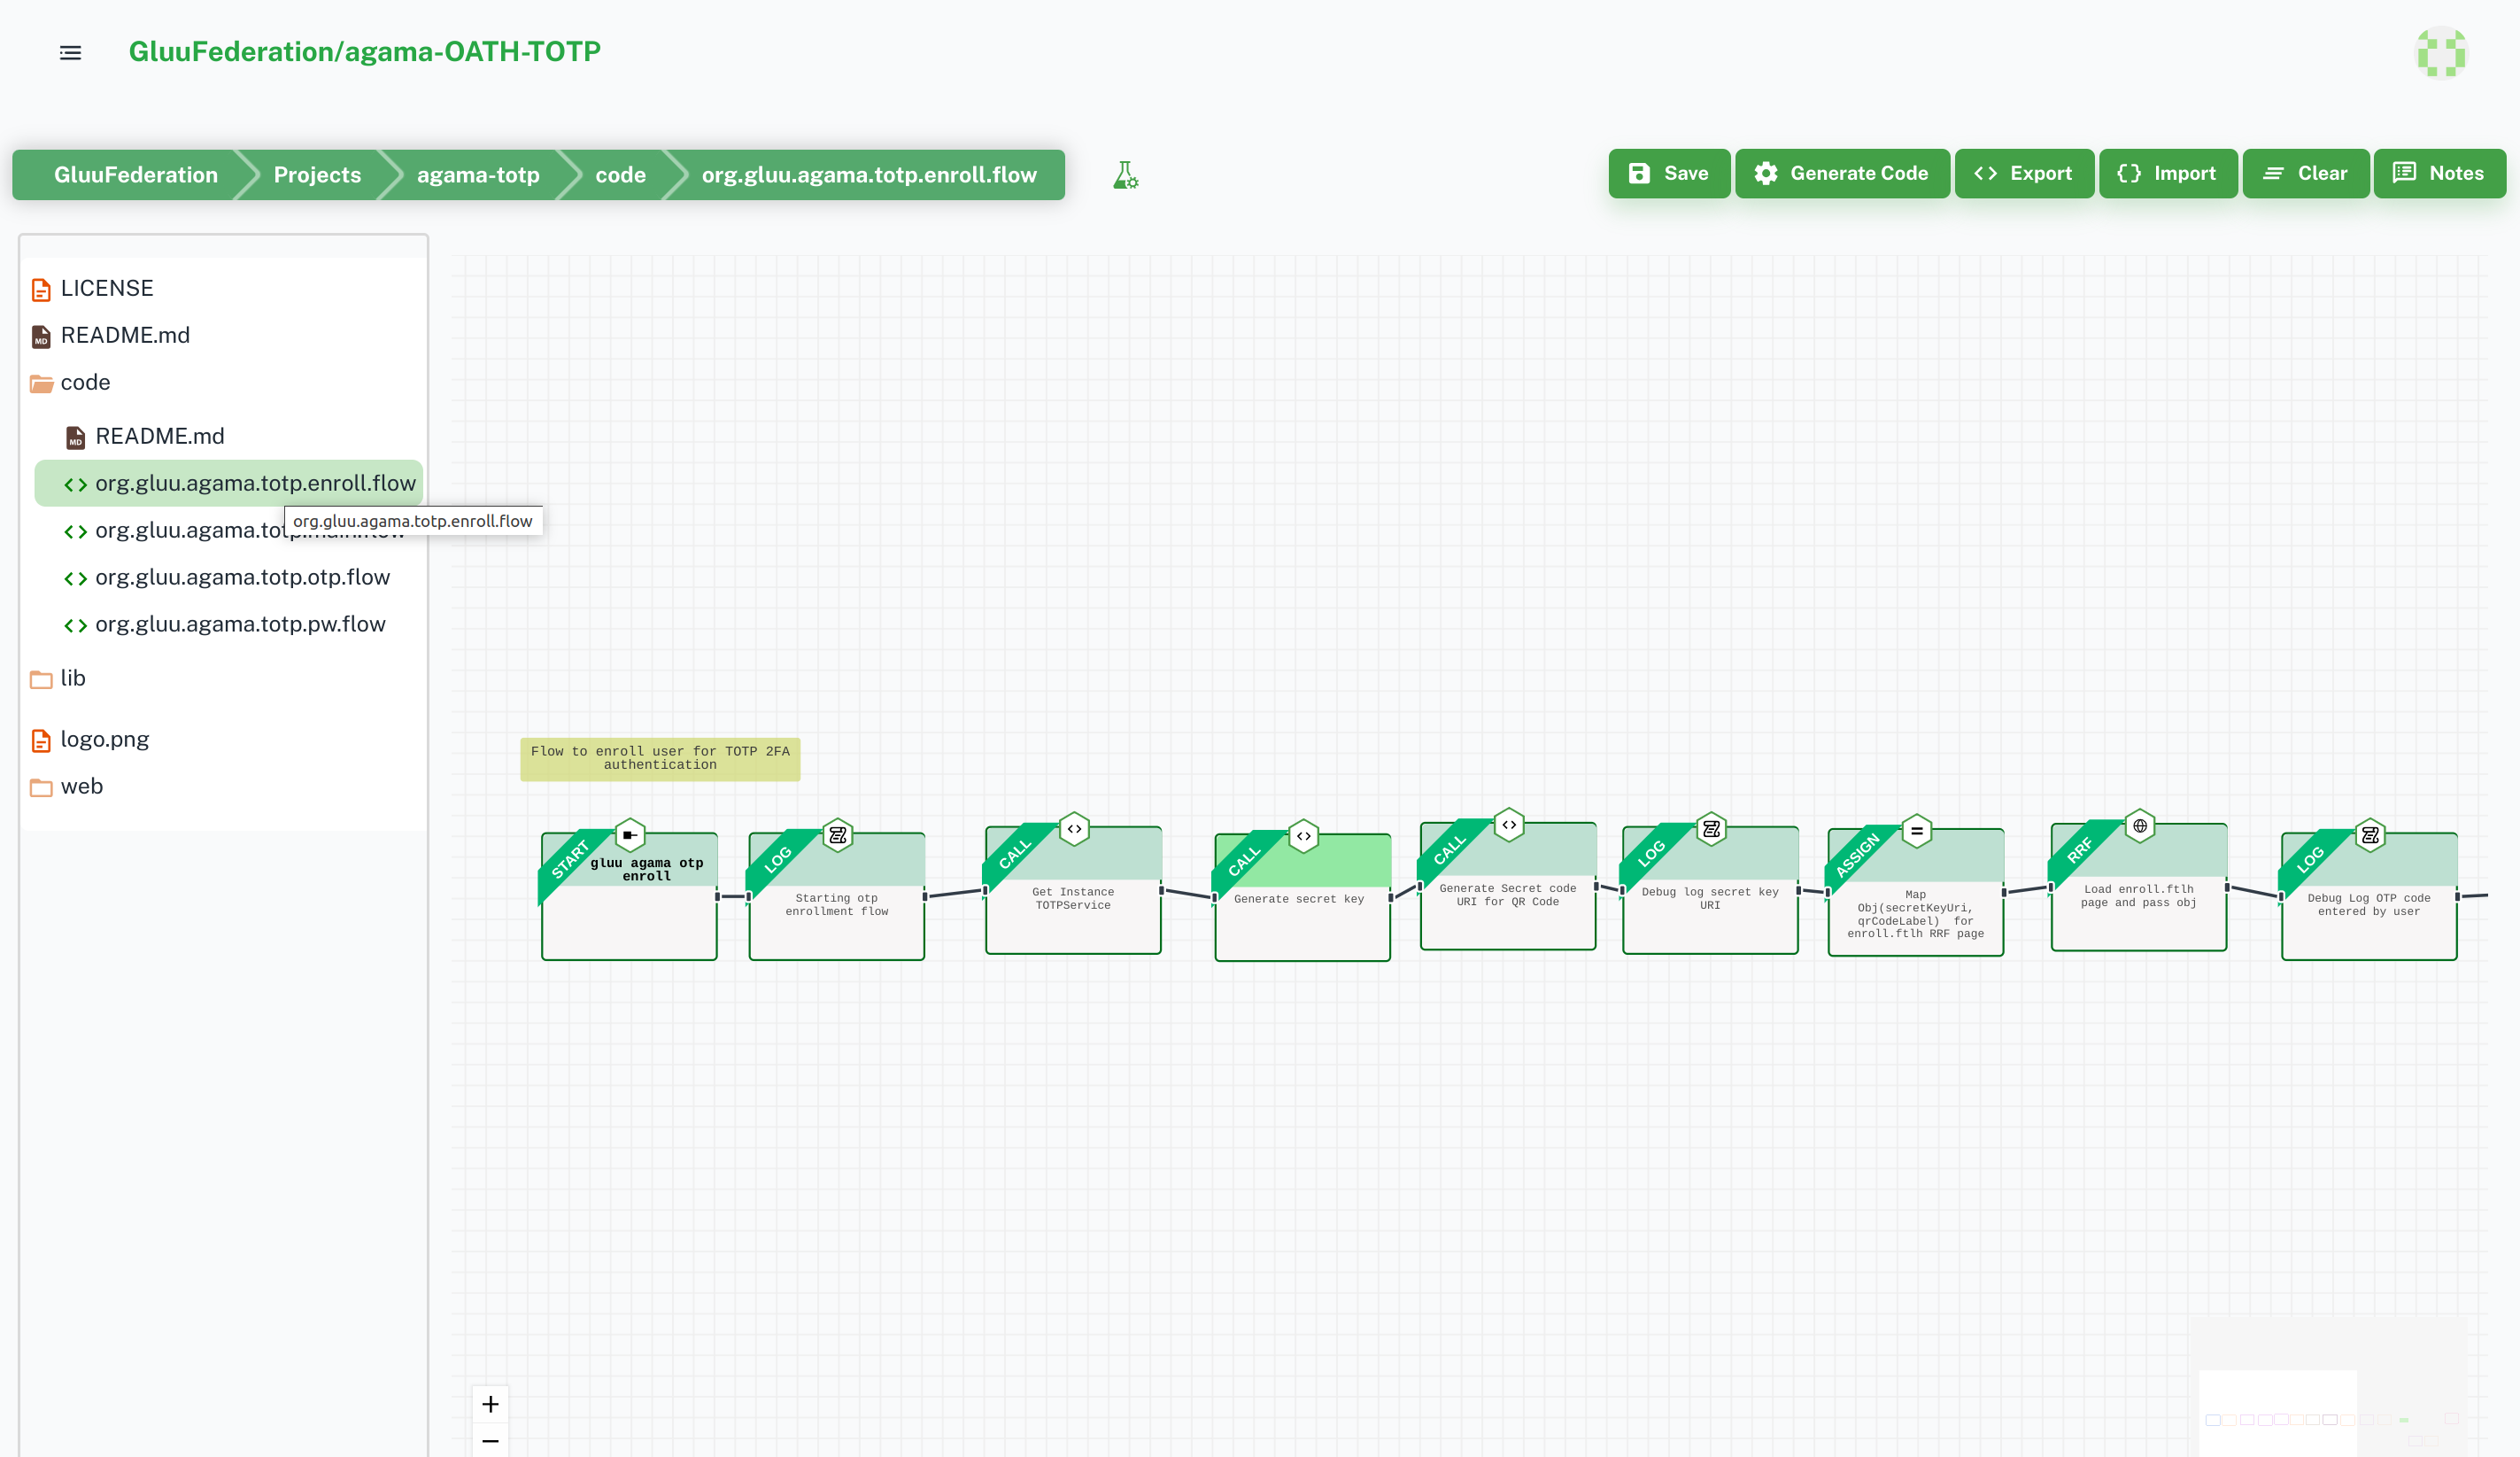 GluuFederation/agama-OATH-TOTP
GluuFederation
Projects
agama-totp
code
org.gluu.agama.totp.enroll.flow
Save
Generate Code
Export
Import
Clear
Notes
LICENSE
MD README.md
code
MD README.md
org.gluu.agama.totp.enroll.flow
org.gluu.agama.totp.enroll.flow
org.gluu.agama.totp.main.flow
org.gluu.agama.totp.otp.flow
org.gluu.agama.totp.pw.flow
lib
logo.png
web
Flow to enroll user for TOTP 2FA
authentication
START
gluu agama otp
enroll
LOG
Starting otp
enrollment flow
CALL
Get Instance
TOTPService
CALL
Generate secret key
CALL
Generate Secret code
URI for QR Code
LOG
Debug log secret key
URI
ASSIGN
Map
Obj(secretKeyUri,
qrCodeLabel)  for
enroll.ftlh RRF page
RRF
Load enroll.ftlh
page and pass obj
LOG
Debug Log OTP code
entered by user